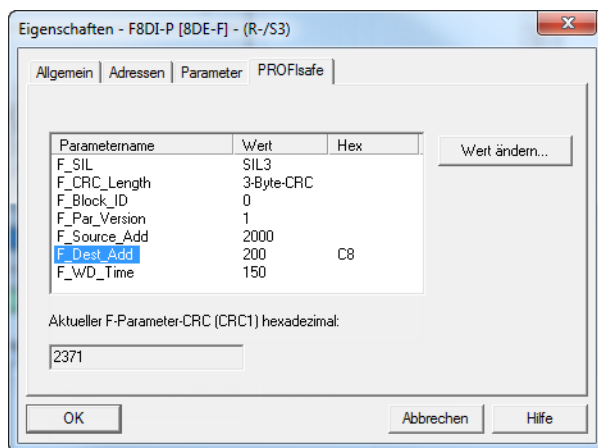 Eigenschaften - F8DI-P [8DE-F] - (R-/S3)
Allgemein Adressen Parameter PROFIsafe
Parametername Wert Hex
F_SIL SIL3
F_CRC_Length 3-Byte-CRC
F_Block_ID 0
F_Par_Version 1
F_Source_Add 2000
F_Dest_Add 200 C8
F_WD_Time 150
Wert ändern...
Aktueller F-Parameter-CRC (CRC1) hexadezimal:
2371
OK Abbrechen Hilfe